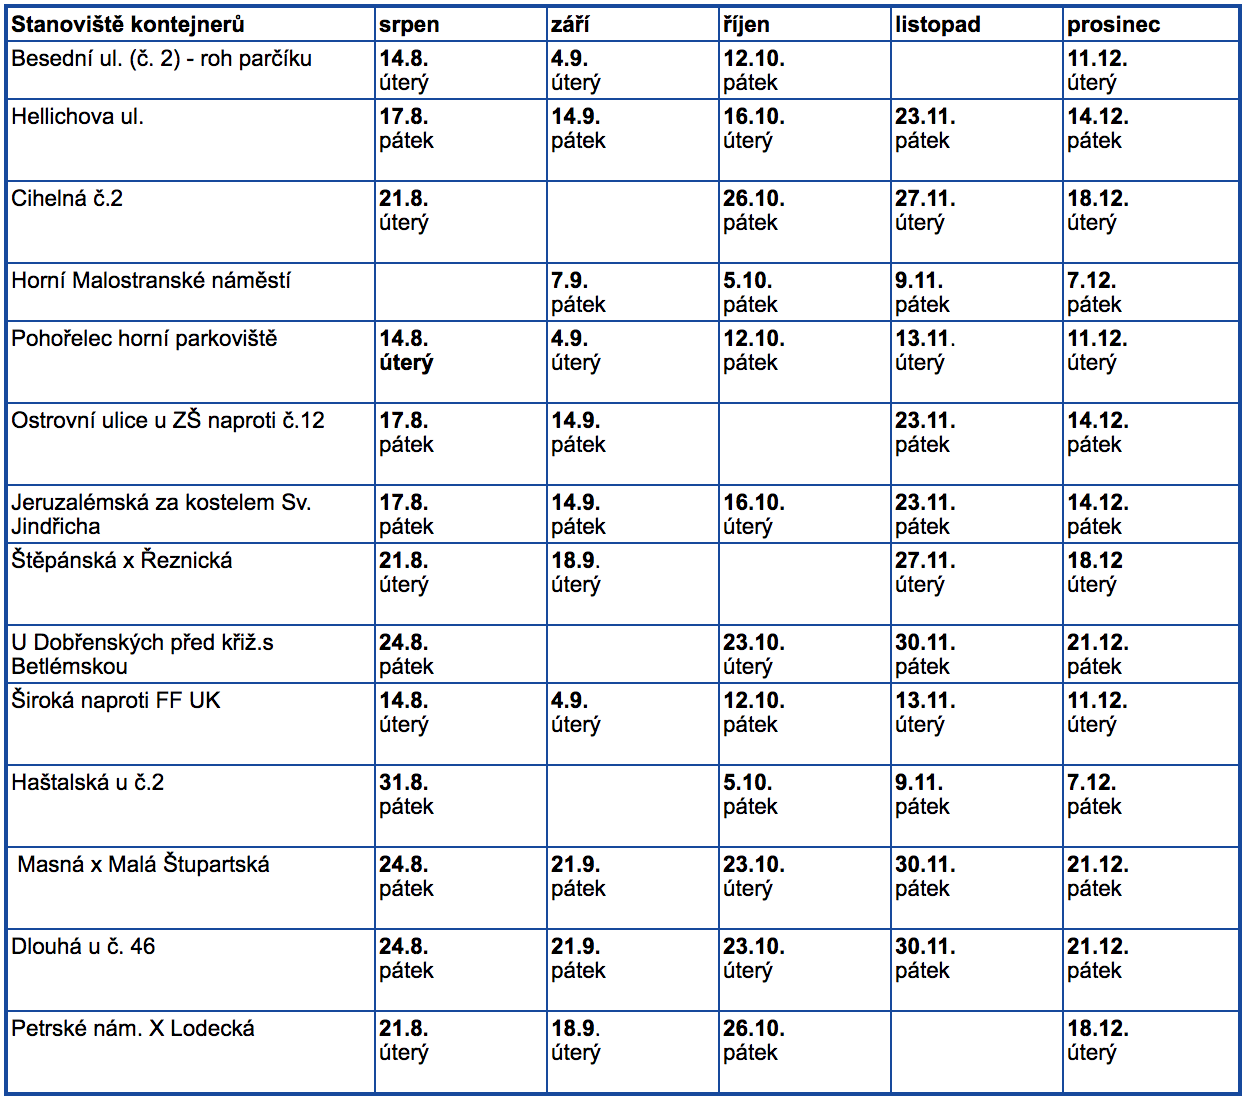 Stanoviště kontejnerů srpen září říjen listopad prosinec
Besední ul. (č. 2) - roh parčíku 14.8. 4.9. 12.10. 11.12.
úterý úterý pátek úterý
Hellichova ul. 17.8. 14.9. 16.10. 23.11. 14.12.
pátek pátek úterý pátek pátek
Cihelná č.2 21.8. 26.10. 27.11. 18.12.
úterý pátek úterý úterý
Horní Malostranské náměstí 7.9. 5.10. 9.11. 7.12.
pátek pátek pátek pátek
Pohořelec horní parkoviště 14.8. 4.9. 12.10. 13.11. 11.12.
úterý úterý pátek úterý úterý
Ostrovní ulice u ZŠ naproti č.12 17.8. 14.9. 23.11. 14.12.
pátek pátek pátek pátek
Jeruzalémská za kostelem Sv. 17.8. 14.9. 16.10. 23.11. 14.12.
Jindřicha pátek pátek úterý pátek pátek
Štěpánská x Řeznická 21.8. 18.9. 27.11. 18.12
úterý úterý úterý úterý
U Dobřenských před křiž.s 24.8. 23.10. 30.11. 21.12.
Betlémskou pátek úterý pátek pátek
Široká naproti FF UK 14.8. 4.9. 12.10. 13.11. 11.12.
úterý úterý pátek úterý úterý
Haštalská u č.2 31.8. 5.10. 9.11. 7.12.
pátek pátek pátek pátek
Masná x Malá Štupartská 24.8. 21.9. 23.10. 30.11. 21.12.
pátek pátek úterý pátek pátek
Dlouhá u č. 46 24.8. 21.9. 23.10. 30.11. 21.12.
pátek pátek úterý pátek pátek
Petrské nám. X Lodecká 21.8. 18.9. 26.10. 18.12.
úterý úterý pátek úterý